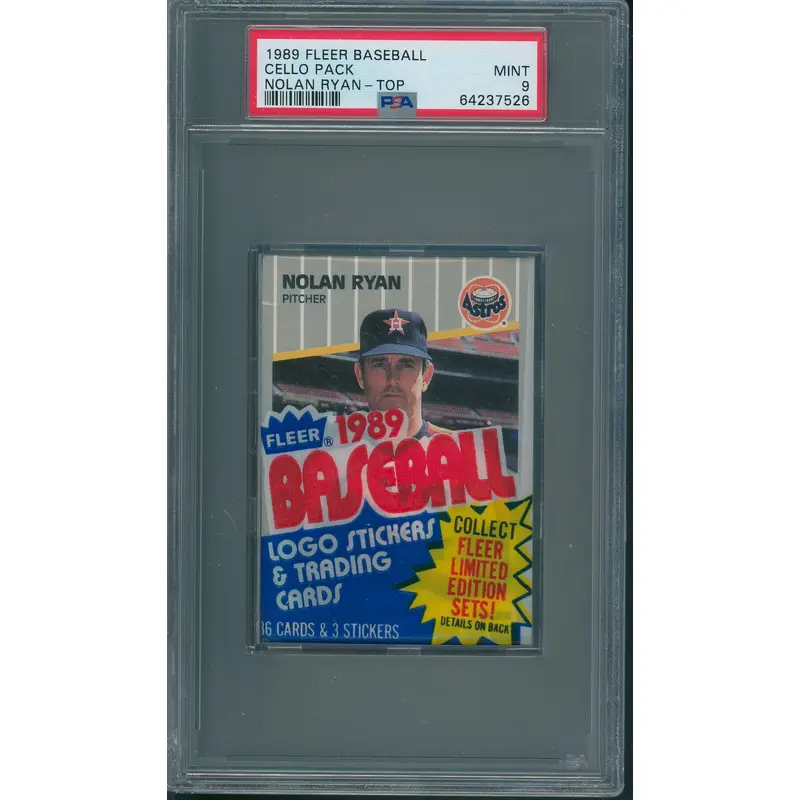 1989 FLEER BASEBALL
CELLO PACK MINT
NOLAN RYAN - TOP 9
PSA 64237526
NOLAN RYAN
PITCHER
Astros
H
FLEER® 1989
BASEBALL
LOGO STICKERS
& TRADING
CARDS
36 CARDS & 3 STICKERS
COLLECT
FLEER
LIMITED
EDITION
SETS!
DETAILS ON BACK